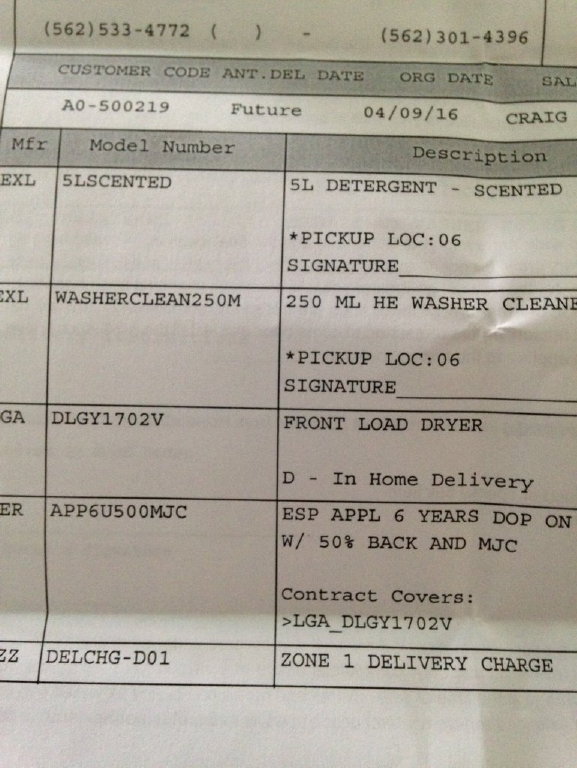 (562)533-4772 ( ) - (562)301-4396
CUSTOMER CODE ANT.DEL DATE ORG DATE SAL
A0-500219 Future 04/09/16 CRAIG
Mfr Model Number Description
EXL 5LSCENTED 5L DETERGENT - SCENTED
*PICKUP LOC:06
SIGNATURE
EXL WASHERCLEAN250M 250 ML HE WASHER CLEANE
*PICKUP LOC:06
SIGNATURE
GA DLGY1702V FRONT LOAD DRYER
D - In Home Delivery
ER APP6U500MJC ESP APPL 6 YEARS DOP ON
W/ 50% BACK AND MJC
Contract Covers:
>LGA_DLGY1702V
ZZ DELCHG-D01 ZONE 1 DELIVERY CHARGE